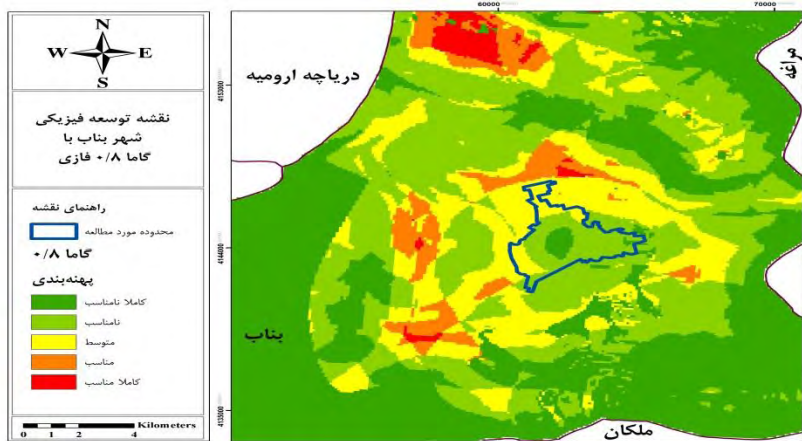 N
W E
S
نقشه توسعه فیزیکی
شهر بناب با
گاما ۰/۸ فازی
راهنمای نقشه
محدوده مورد مطالعه
گاما ۰/۸
پهنه‌بندی
کاملا نامناسب
نامناسب
متوسط
مناسب
کاملا مناسب
Kilometers
0 1 2 4
60000 70000
دریاچه ارومیه
مراغه
4153000
4144000
4135000
بناب
ملکان